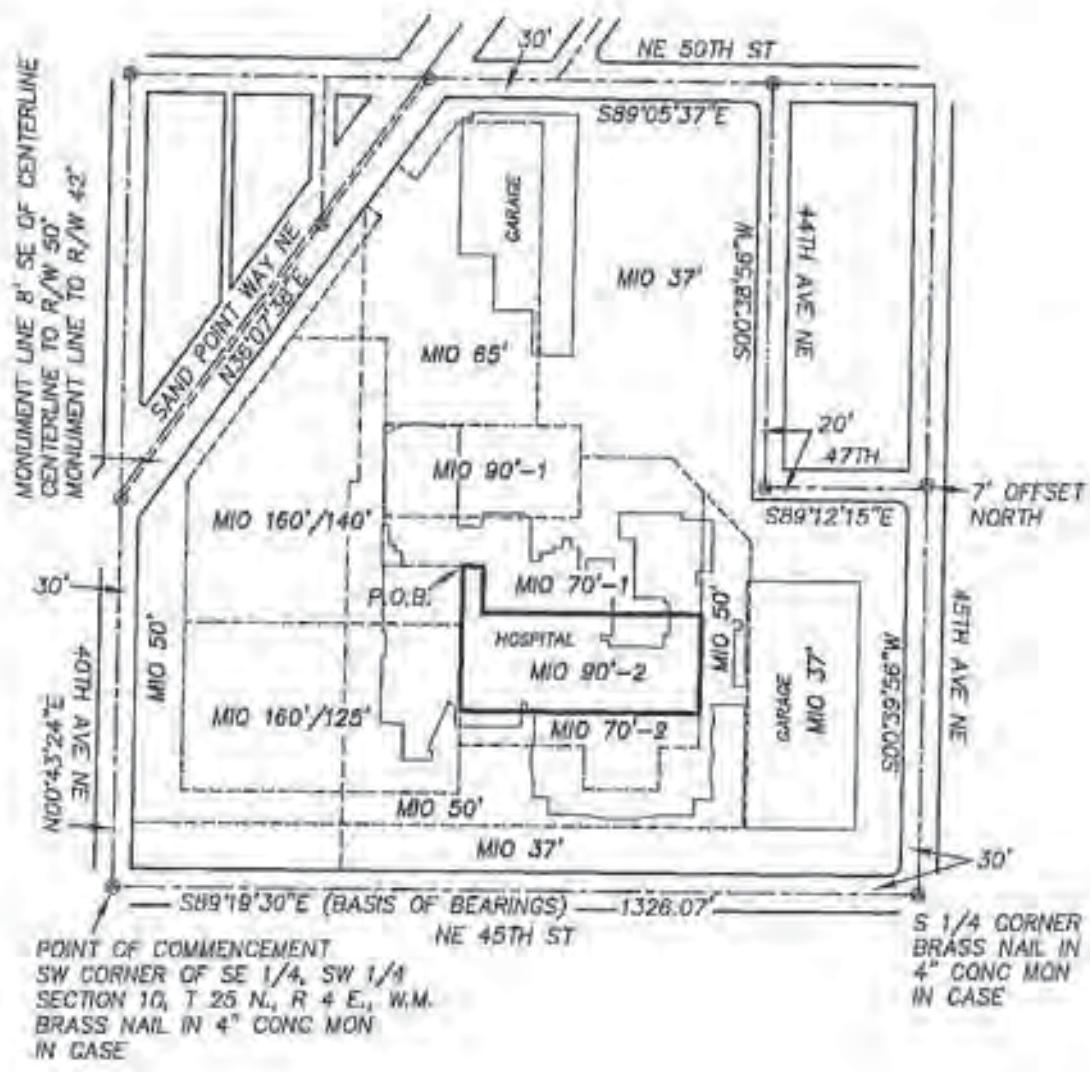 30'
NE 50TH ST
S89°05'37"E
MONUMENT LINE 8' SE OF CENTERLINE
CENTERLINE TO R/W 50'
MONUMENT LINE TO R/W 42'
SAND POINT WAY NE
N36°07'38"E
GARAGE
MIO 37'
S00°38'56"W
44TH AVE NE
MIO 65'
20'
47TH
MIO 90'-1
7' OFFSET
NORTH
S89°12'15"E
MIO 160'/140'
30'
P.O.B.
MIO 70'-1
MIO 50'
HOSPITAL
MIO 90'-2
MIO 50'
40TH AVE NE
N00°43'24"E
MIO 160'/125'
MIO 70'-2
GARAGE
MIO 37'
S00°39'56"W
45TH AVE NE
MIO 50'
MIO 37'
30'
S89°19'30"E (BASIS OF BEARINGS) 1326.07'
NE 45TH ST
POINT OF COMMENCEMENT
SW CORNER OF SE 1/4, SW 1/4
SECTION 10, T 25 N., R 4 E., W.M.
BRASS NAIL IN 4" CONC MON
IN CASE
S 1/4 CORNER
BRASS NAIL IN
4" CONC MON
IN CASE